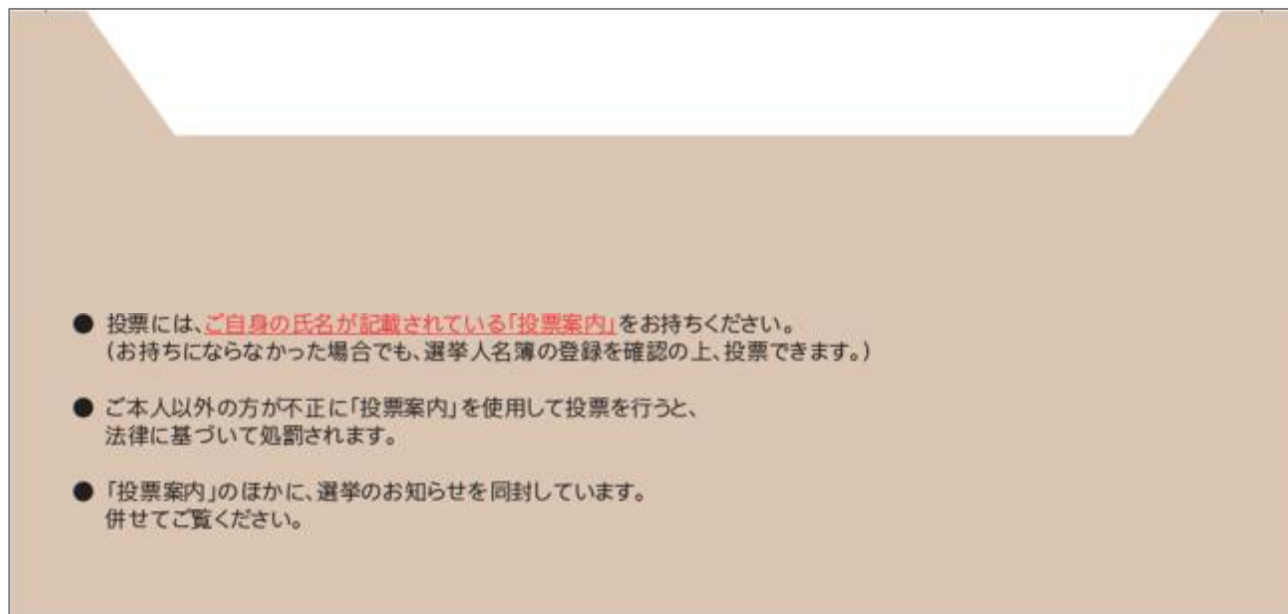 ● 投票には、ご自身の氏名が記載されている「投票案内」をお持ちください。
(お持ちにならなかった場合でも、選挙人名簿の登録を確認の上、投票できます。)
● ご本人以外の方が不正に「投票案内」を使用して投票を行うと、
法律に基づいて処罰されます。
● 「投票案内」のほかに、選挙のお知らせを同封しています。
併せてご覧ください。